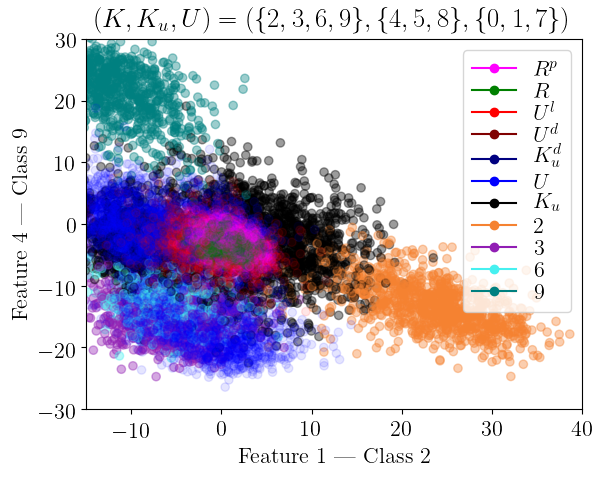 (K, K_u, U) = ({2, 3, 6, 9}, {4, 5, 8}, {0, 1, 7})
30
20
10
0
−10
−20
−30
Feature 4 — Class 9
R^p
R
U^l
U^d
K_u^d
U
K_u
2
3
6
9
−10
0
10
20
30
40
Feature 1 — Class 2